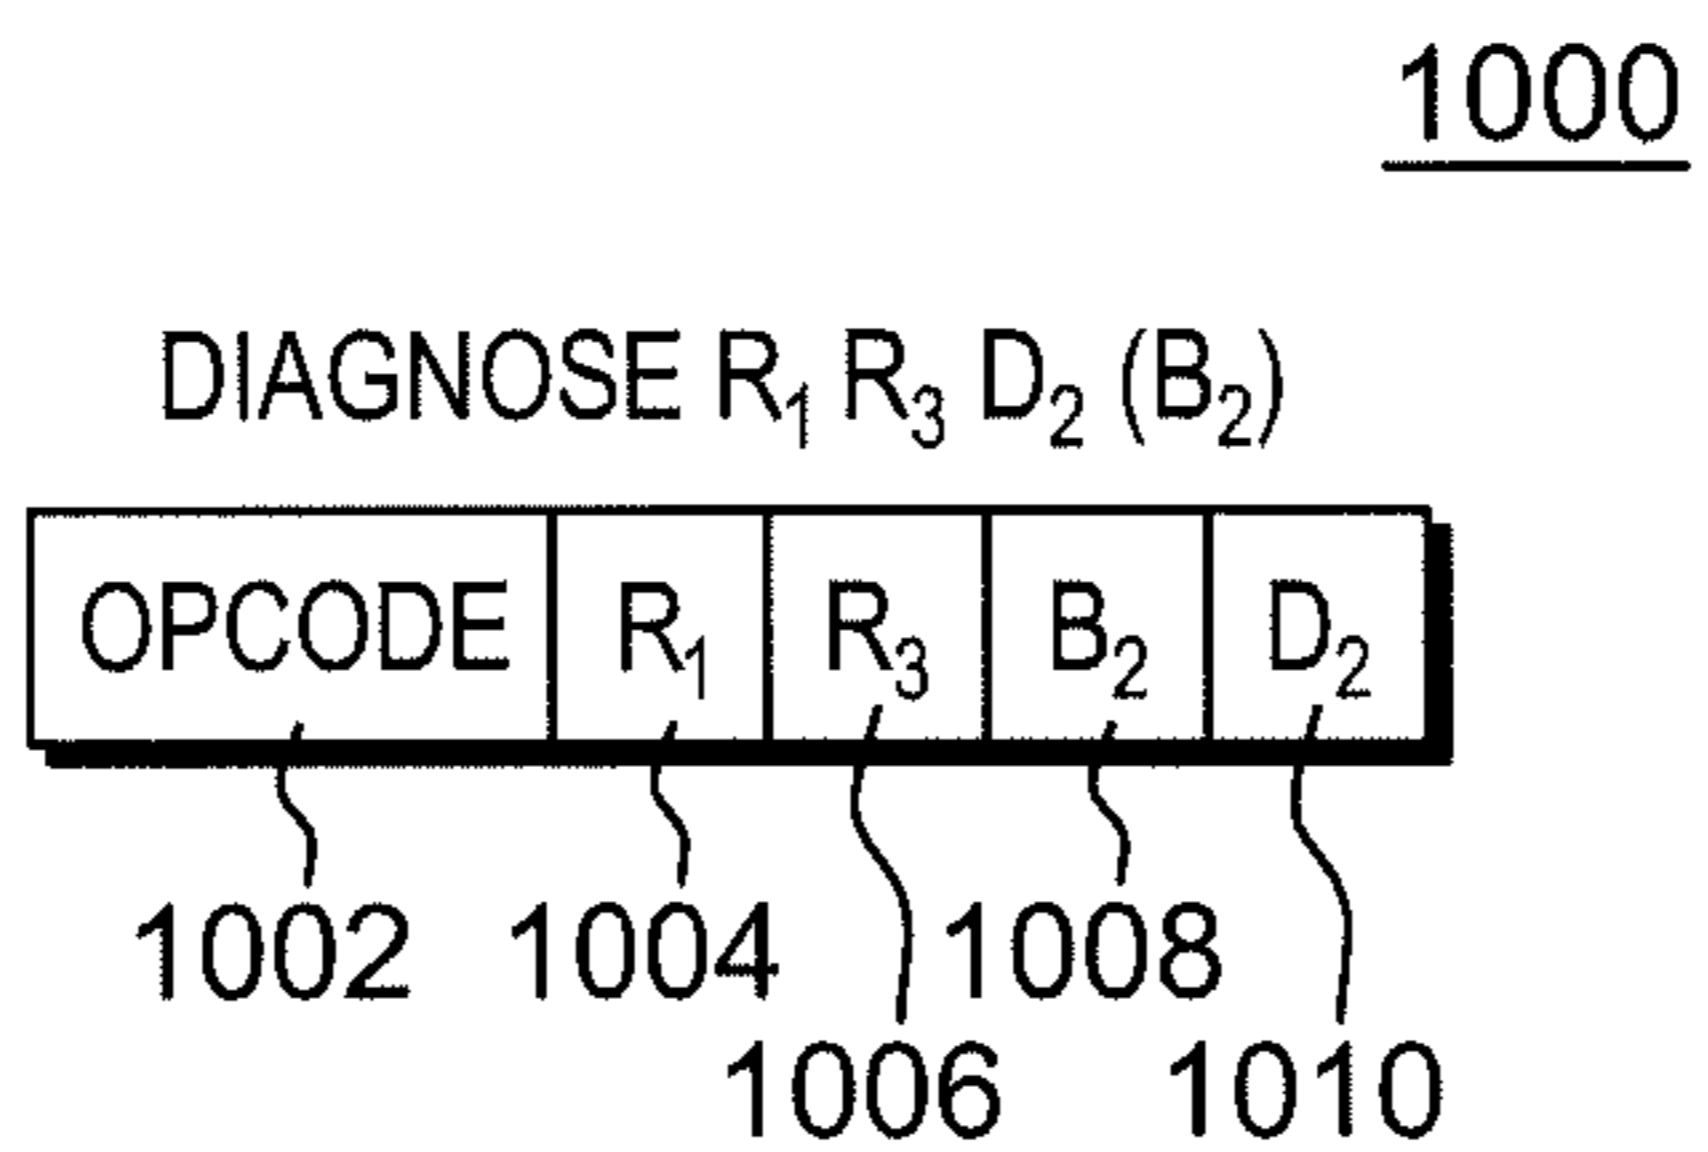 1000
DIAGNOSE R₁ R₃ D₂ (B₂)
OPCODE R₁ R₃ B₂ D₂
1002 1004 1008
1006 1010